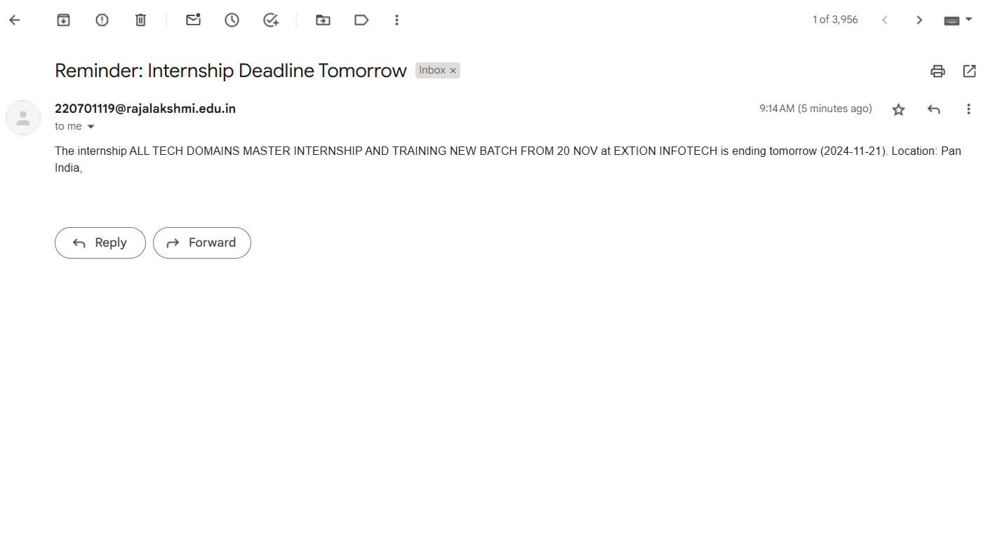 1 of 3,956
Reminder: Internship Deadline Tomorrow Inbox ×
220701119@rajalakshmi.edu.in 9:14 AM (5 minutes ago)
to me
The internship ALL TECH DOMAINS MASTER INTERNSHIP AND TRAINING NEW BATCH FROM 20 NOV at EXTION INFOTECH is ending tomorrow (2024-11-21). Location: Pan
India,
Reply Forward